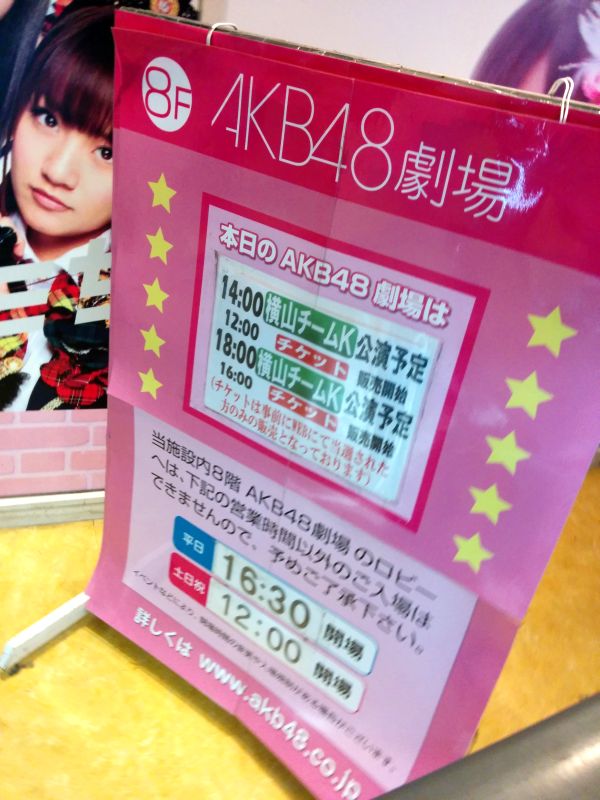 8F AKB48劇場
本日の AKB48 劇場は
14:00 横山チームK 公演予定
12:00 チケット 販売開始
18:00 横山チームK 公演予定
16:00 チケット 販売開始
(チケットは事前にWEBにて当選された
方のみの販売となっております)
当施設内8階 AKB48劇場 のロビー
へは、下記の営業時間以外のご入場は
できませんので、予めご了承下さい。
平日 16:30 開場
土日祝 12:00 開場
詳しくは www.akb48.co.jp